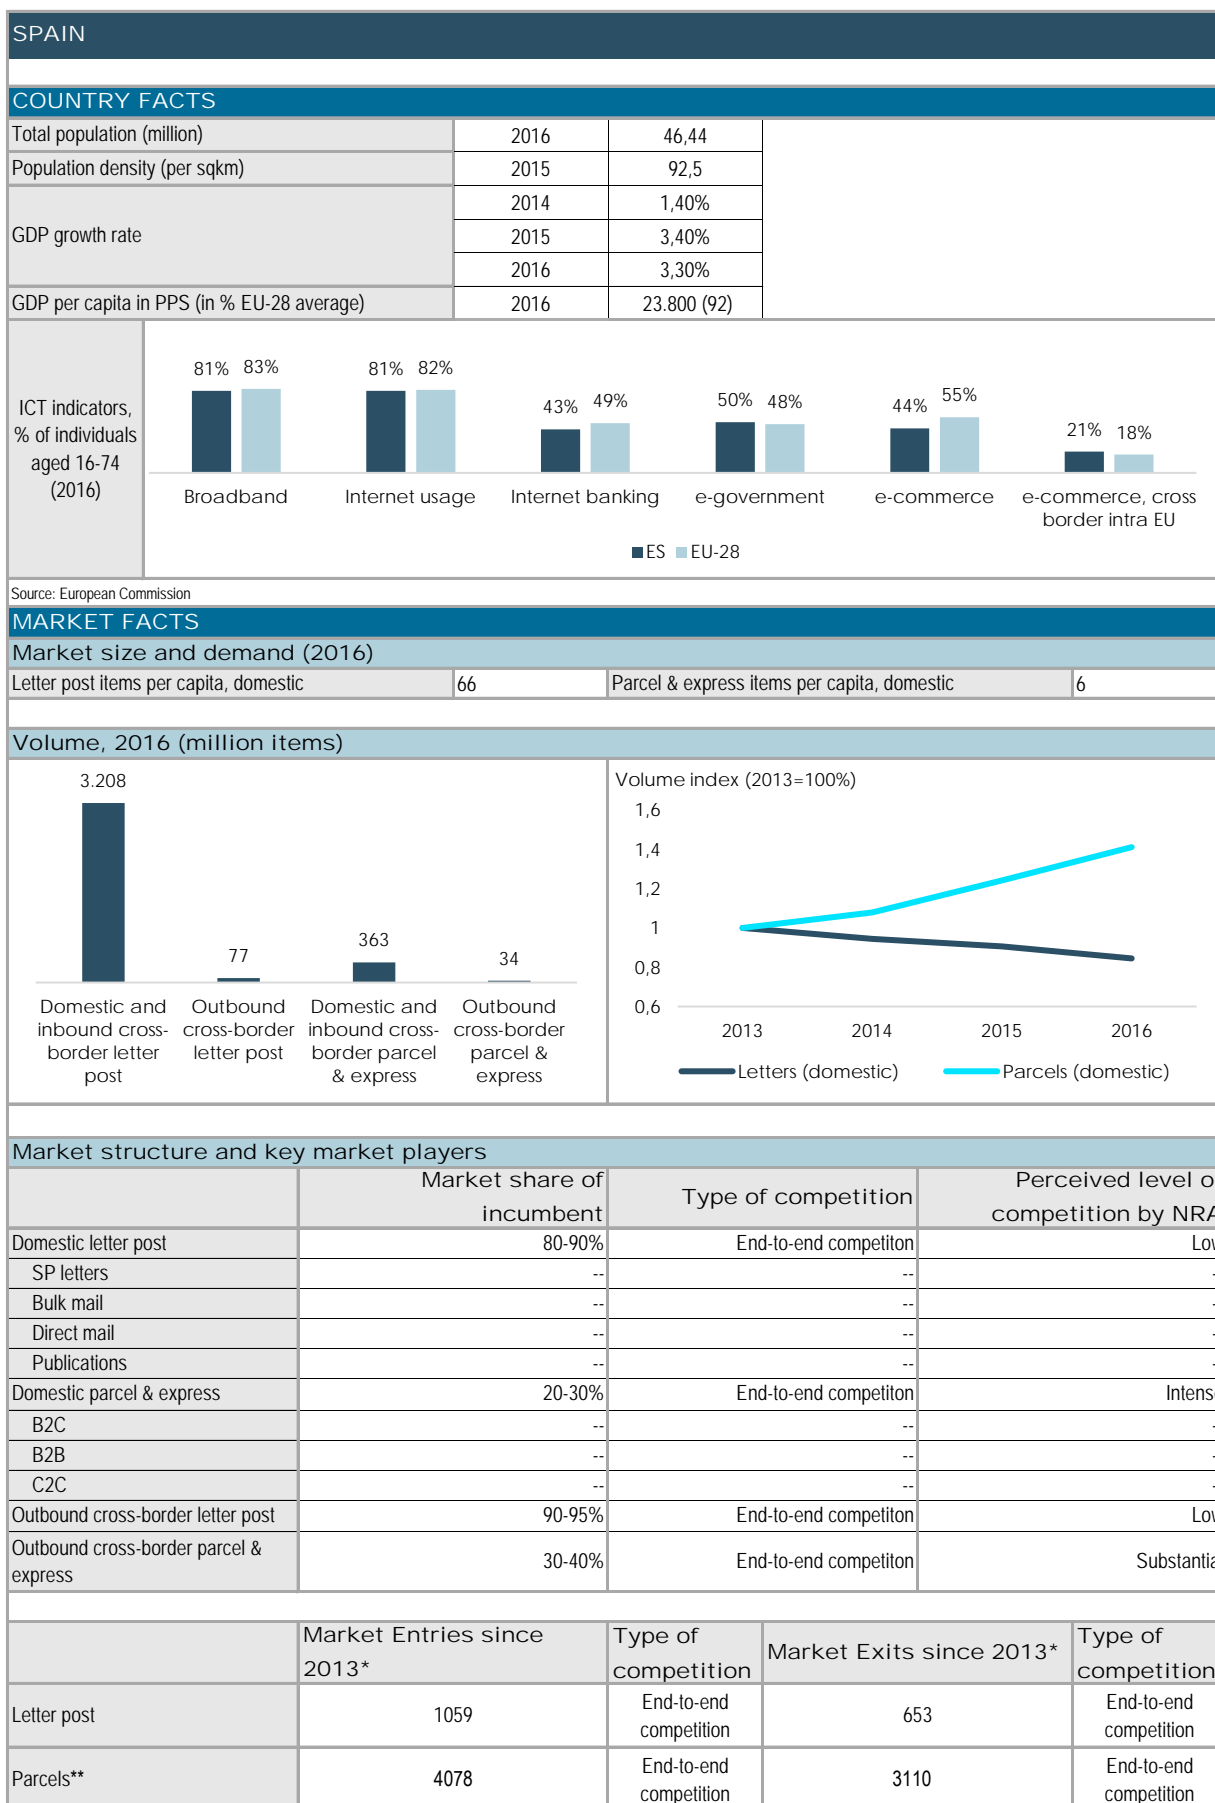 SPAIN
COUNTRY FACTS
Total population (million) 2016 46,44
Population density (per sqkm) 2015 92,5
GDP growth rate
2014 1,40%
2015 3,40%
2016 3,30%
GDP per capita in PPS (in % EU-28 average) 2016 23.800 (92)
ICT indicators,
% of individuals
aged 16-74
(2016)
81% 83% 81% 82% 43% 49% 50% 48% 44% 55% 21% 18%
Broadband Internet usage Internet banking e-government e-commerce e-commerce, cross
border intra EU
ES EU-28
Source: European Commission
MARKET FACTS
Market size and demand (2016)
Letter post items per capita, domestic 66 Parcel & express items per capita, domestic 6
Volume, 2016 (million items)
3.208
77
363
34
Domestic and Outbound Domestic and Outbound
inbound cross- cross-border inbound cross- cross-border
border letter letter post border parcel parcel &
post & express express
Volume index (2013=100%)
1,6
1,4
1,2
1
0,8
0,6
2013 2014 2015 2016
Letters (domestic) Parcels (domestic)
Market structure and key market players
Market share of
incumbent
Type of competition
Perceived level o
competition by NRA
Domestic letter post 80-90% End-to-end competiton Low
SP letters -- -- -
Bulk mail -- -- -
Direct mail -- -- -
Publications -- -- -
Domestic parcel & express 20-30% End-to-end competiton Intense
B2C -- -- -
B2B -- -- -
C2C -- -- -
Outbound cross-border letter post 90-95% End-to-end competiton Low
Outbound cross-border parcel &
express 30-40% End-to-end competiton Substantia
Market Entries since
2013*
Type of
competition
Market Exits since 2013*
Type of
competition
Letter post 1059 End-to-end
competition 653 End-to-end
competition
Parcels** 4078 End-to-end
competition 3110 End-to-end
competition